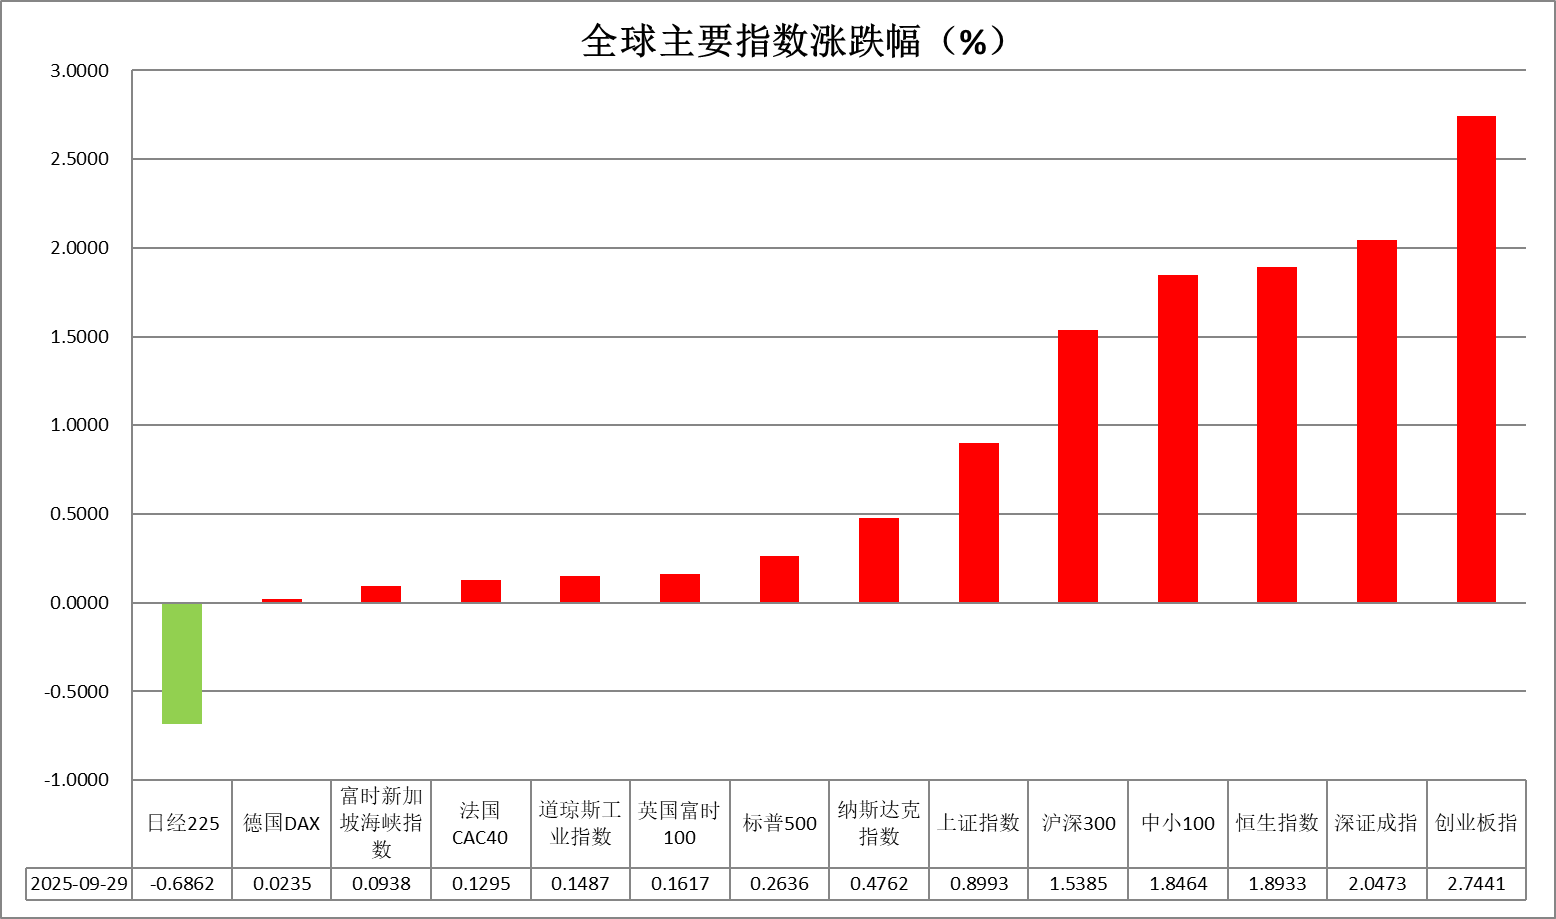 全球主要指数涨跌幅（%）
3.0000
2.5000
2.0000
1.5000
1.0000
0.5000
0.0000
-0.5000
-1.0000
日经225
德国DAX
富时新加
坡海峡指
数
法国
CAC40
道琼斯工
业指数
英国富时
100
标普500
纳斯达克
指数
上证指数
沪深300
中小100
恒生指数
深证成指
创业板指
2025-09-29 -0.6862 0.0235 0.0938 0.1295 0.1487 0.1617 0.2636 0.4762 0.8993 1.5385 1.8464 1.8933 2.0473 2.7441